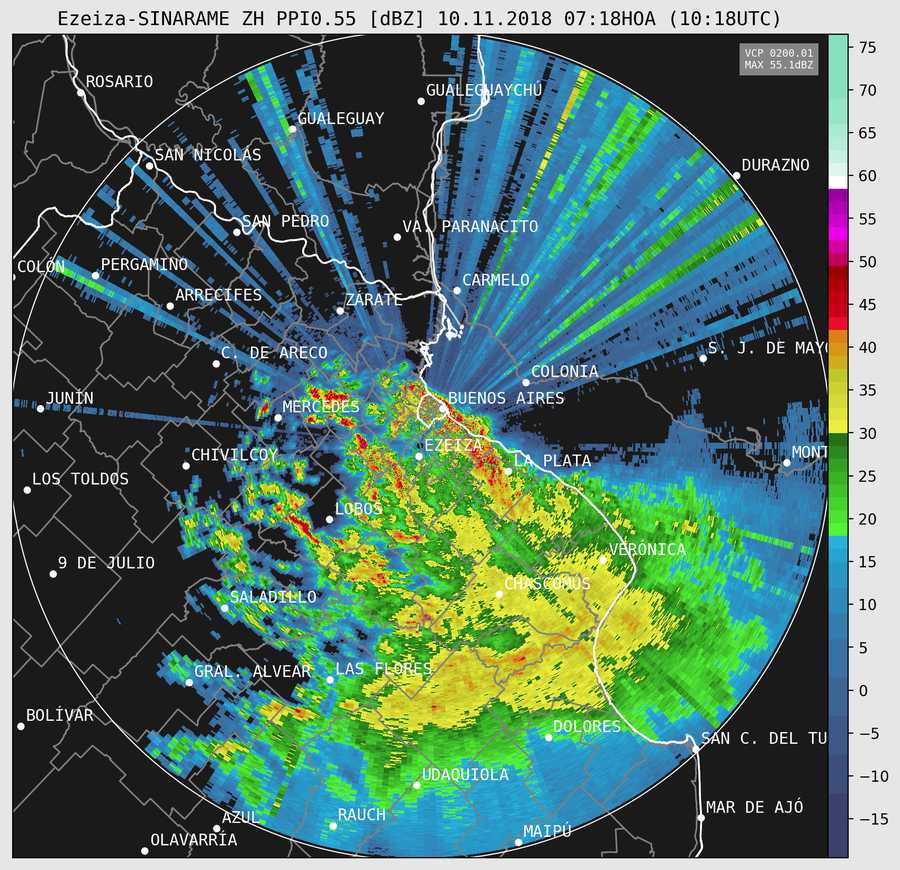 Ezeiza-SINARAME ZH PPI0.55 [dBZ] 10.11.2018 07:18HOA (10:18UTC)
VCP 0200.01
MAX 55.1dBZ
75
70
65
60
55
50
45
40
35
30
25
20
15
10
5
0
−5
−10
−15
ROSARIO
GUALEGUAYCHÚ
GUALEGUAY
SAN NICOLÁS
DURAZNO
SAN PEDRO
VA. PARANACITO
COLÓN
PERGAMINO
CARMELO
ARRECIFES
ZÁRATE
C. DE ARECO
S. J. DE MAYO
COLONIA
JUNÍN
MERCEDES
BUENOS AIRES
EZEIZA
CHIVILCOY
LA PLATA
MONT
LOS TOLDOS
LOBOS
VERÓNICA
9 DE JULIO
CHASCOMÚS
SALADILLO
GRAL. ALVEAR
LAS FLORES
BOLÍVAR
DOLORES
SAN C. DEL TU
UDAQUIOLA
MAR DE AJÓ
AZUL
RAUCH
MAIPÚ
OLAVARRÍA